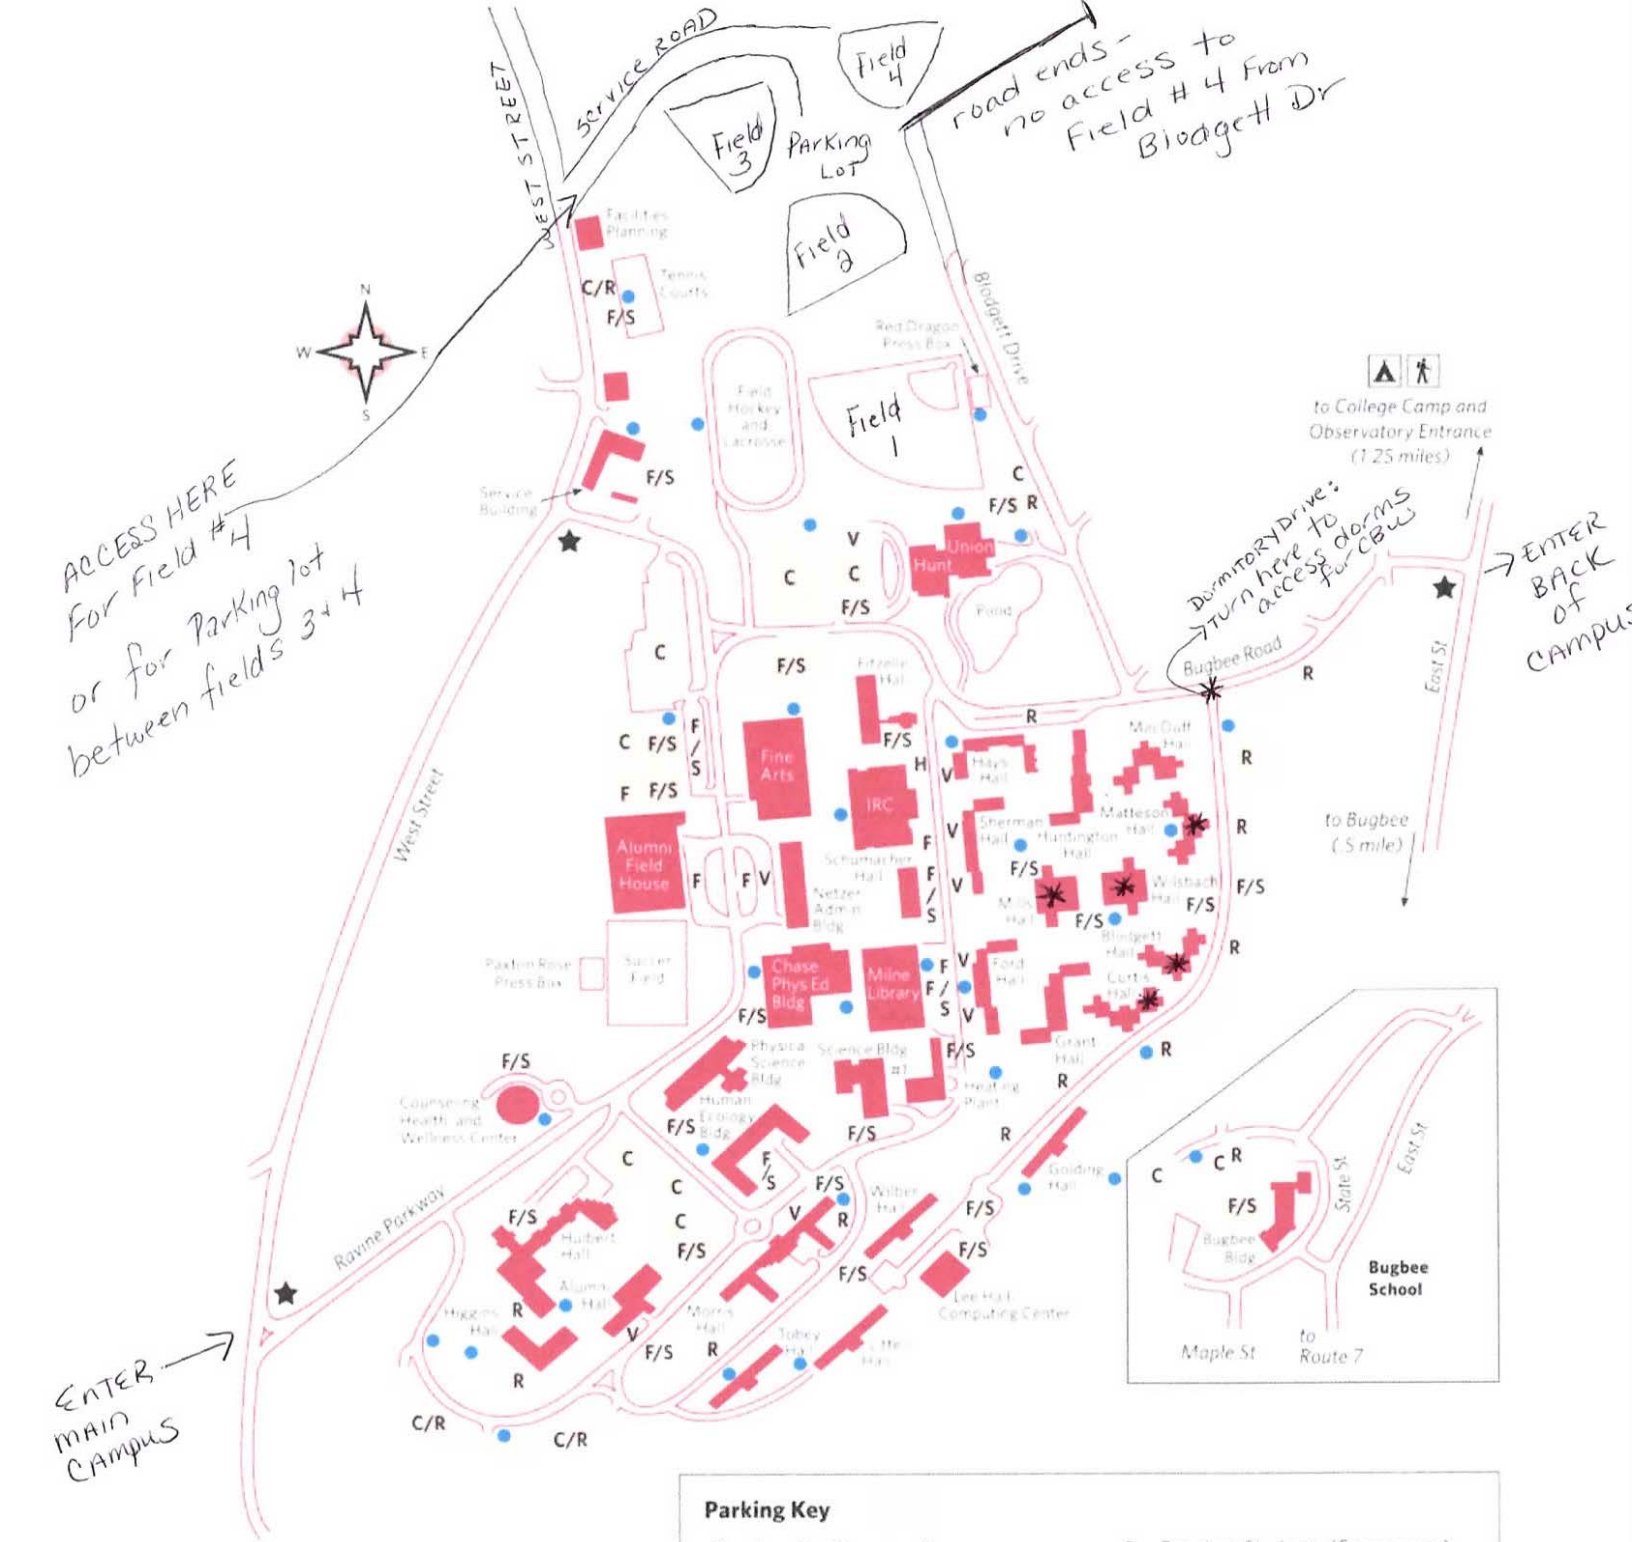 WEST STREET
SERVICE ROAD
Field
4
Field
3
PARKING
LOT
Field
2
road ends -
no access to
Field # 4 From
Blodgett Dr
Facilities
Planning
C/R
F/S
Tennis
Courts
N
W
E
S
Red Dragon
Press Box
Blodgett Drive
Field
Hockey
and
Lacrosse
Field
1
to College Camp and
Observatory Entrance
(1.25 miles)
ACCESS HERE
For Field #4
or for Parking lot
between fields 3+4
Service
Building
F/S
C
F/S R
V
C
C
F/S
Hunt
Union
Pond
DORMITORY Drive:
Turn here to
access dorms
for CBW
ENTER
BACK
of
CAMPUS
Bugbee Road
R
East St
West Street
C
F/S
Fitzelle
Hall
F/S
R
C
F/S
F
/
S
F
F/S
Fine
Arts
H
V
Hays
Hall
MacDuff
Hall
R
IRC
V
Sherman
Hall
Huntington
Hall
Matteson
Hall
R
to Bugbee
(.5 mile)
Alumni
Field
House
F
F
V
Schumacher
Hall
Netzer
Admin
Bldg
F
F
/
S
V
F/S
Mills
Hall
F/S
Wilsbach
Hall
F/S
F/S
Blodgett
Hall
R
Paxton Rose
Press Box
Soccer
Field
Chase
Phys Ed
Bldg
Milne
Library
F
F
/
S
V
V
Ford
Hall
Curtis
Hall
F/S
Physical
Science
Bldg
Science Bldg
#1
F/S
Grant
Hall
R
Heating
Plant
R
F/S
Counseling
Health and
Wellness Center
Human
Ecology
Bldg
F/S
F/S
R
Golding
Hall
C
C
C
F/S
F
/
S
F/S
V
R
Wilber
Hall
F/S
F/S
F/S
Lee Hall
Computing Center
Ravine Parkway
F/S
Hulbert
Hall
Alumni
Hall
Higgins
Hall
R
R
V
F/S
Morris
Hall
R
Tobey
Hall
Littell
Hall
C/R
C/R
ENTER
MAIN
CAMPUS
C
C R
F/S
Bugbee
Bldg
State St
East St
Bugbee
School
Maple St
to
Route 7
Parking Key